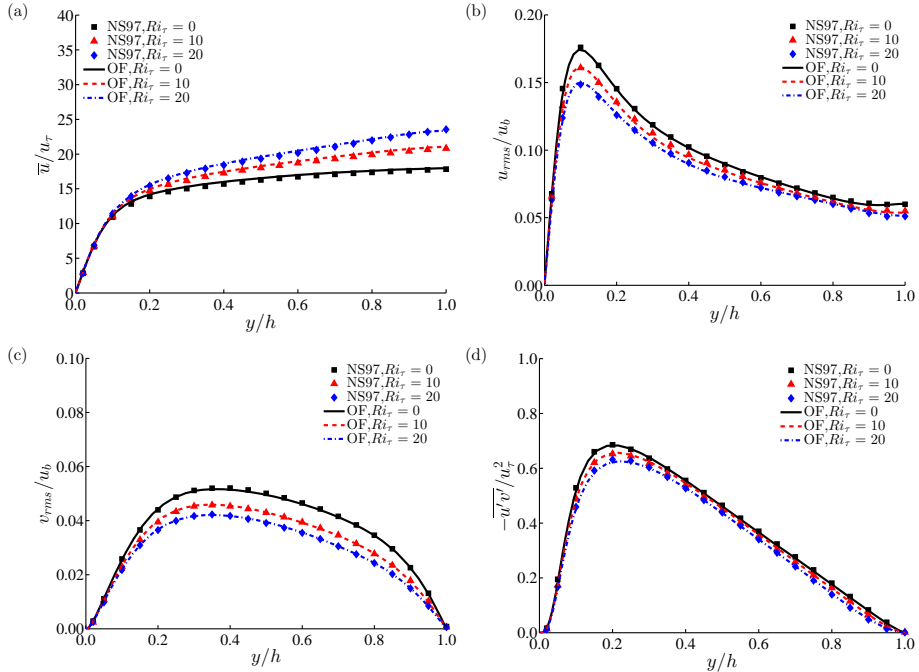 (a)
40
35
30
25
20
15
10
5
0
0.2
0.4
0.6
0.8
1.0
u̅/u_τ
y/h
NS97,Ri_τ = 0
NS97,Ri_τ = 10
NS97,Ri_τ = 20
OF,Ri_τ = 0
OF,Ri_τ = 10
OF,Ri_τ = 20
(b)
0.20
0.15
0.10
0.05
0.00
0.0
0.2
0.4
0.6
0.8
1.0
u_rms/u_b
y/h
NS97,Ri_τ = 0
NS97,Ri_τ = 10
NS97,Ri_τ = 20
OF,Ri_τ = 0
OF,Ri_τ = 10
OF,Ri_τ = 20
(c)
0.10
0.08
0.06
0.04
0.02
0.00
0.0
0.2
0.4
0.6
0.8
1.0
v_rms/u_b
y/h
NS97,Ri_τ = 0
NS97,Ri_τ = 10
NS97,Ri_τ = 20
OF,Ri_τ = 0
OF,Ri_τ = 10
OF,Ri_τ = 20
(d)
1.0
0.8
0.6
0.4
0.2
0.0
0.0
0.2
0.4
0.6
0.8
1.0
−u′v′/u_τ²
y/h
NS97,Ri_τ = 0
NS97,Ri_τ = 10
NS97,Ri_τ = 20
OF,Ri_τ = 0
OF,Ri_τ = 10
OF,Ri_τ = 20